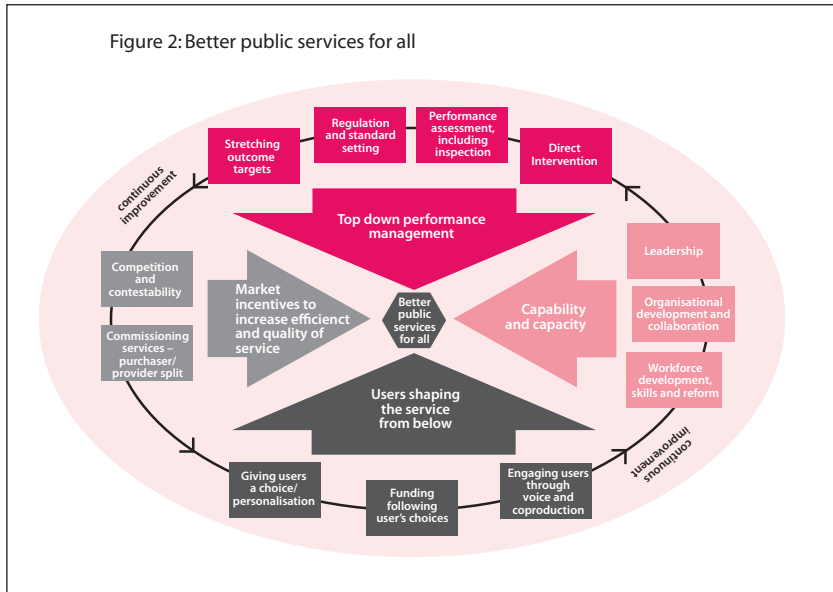 Figure 2: Better public services for all
Stretching
outcome
targets
Regulation
and standard
setting
Performance
assessment,
including
inspection
Direct
Intervention
continuous
improvement
Top down performance
management
Competition
and
contestability
Commissioning
services –
purchaser/
provider split
Market
incentives to
increase efficienct
and quality of
service
Better
public
services
for all
Capability
and capacity
Leadership
Organisational
development and
collaboration
Workforce
development,
skills and reform
Users shaping
the service
from below
continuous
improvement
Giving users
a choice/
personalisation
Funding
following
user's choices
Engaging users
through
voice and
coproduction